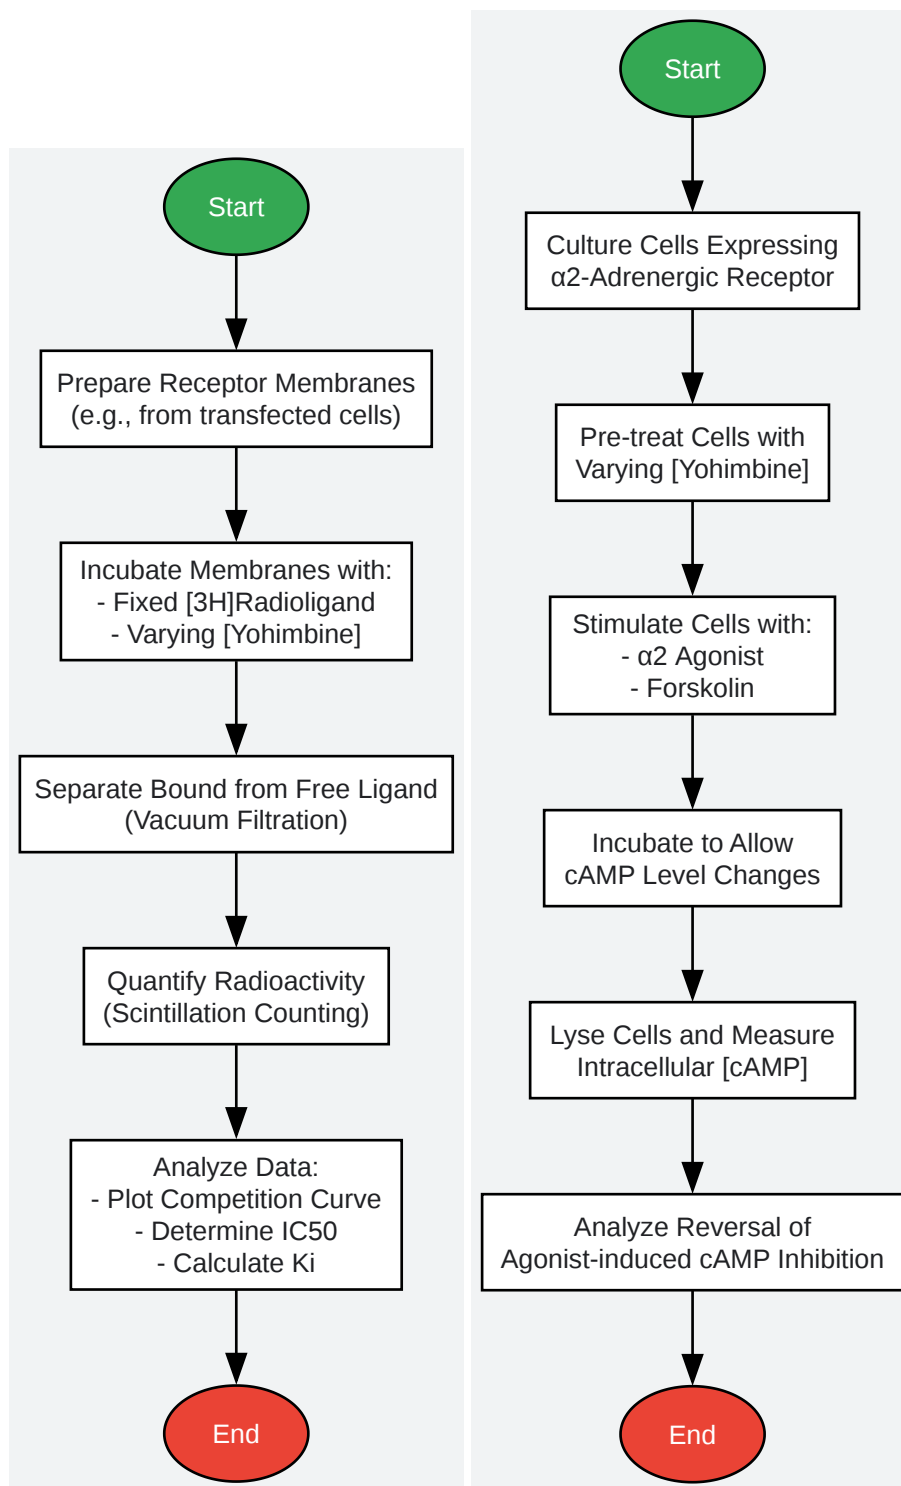 Start
Prepare Receptor Membranes
(e.g., from transfected cells)
Incubate Membranes with:
- Fixed [3H]Radioligand
- Varying [Yohimbine]
Separate Bound from Free Ligand
(Vacuum Filtration)
Quantify Radioactivity
(Scintillation Counting)
Analyze Data:
- Plot Competition Curve
- Determine IC50
- Calculate Ki
End
Start
Culture Cells Expressing
α2-Adrenergic Receptor
Pre-treat Cells with
Varying [Yohimbine]
Stimulate Cells with:
- α2 Agonist
- Forskolin
Incubate to Allow
cAMP Level Changes
Lyse Cells and Measure
Intracellular [cAMP]
Analyze Reversal of
Agonist-induced cAMP Inhibition
End